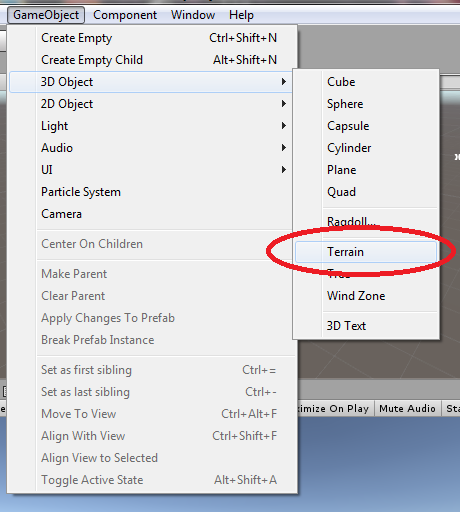 GameObject Component Window Help
Create Empty Ctrl+Shift+N
Create Empty Child Alt+Shift+N
3D Object
2D Object
Light
Audio
UI
Particle System
Camera
Center On Children
Make Parent
Clear Parent
Apply Changes To Prefab
Break Prefab Instance
Set as first sibling Ctrl+=
Set as last sibling Ctrl+-
Move To View Ctrl+Alt+F
Align With View Ctrl+Shift+F
Align View to Selected
Toggle Active State Alt+Shift+A
Cube
Sphere
Capsule
Cylinder
Plane
Quad
Ragdoll...
Terrain
Tree
Wind Zone
3D Text
On Play Mute Audio